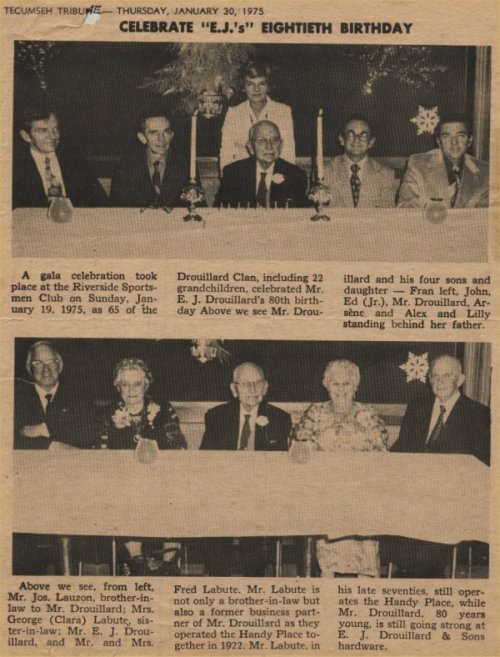 TECUMSEH TRIBUNE — THURSDAY, JANUARY 30, 1975
CELEBRATE "E.J.'s" EIGHTIETH BIRTHDAY
A gala celebration took
place at the Riverside Sports-
men Club on Sunday, Jan-
uary 19, 1975, as 65 of the
Drouillard Clan, including 22
grandchildren, celebrated Mr.
E. J. Drouillard's 80th birth-
day Above we see Mr. Drou-
illard and his four sons and
daughter — Fran left, John,
Ed (Jr.), Mr. Drouillard, Ar-
sène and Alex and Lilly
standing behind her father.
Above we see, from left,
Mr. Jos. Lauzon, brother-in-
law to Mr. Drouillard; Mrs.
George (Clara) Labute, sis-
ter-in-law; Mr. E. J. Drou-
illard, and Mr. and Mrs.
Fred Labute. Mr. Labute is
not only a brother-in-law but
also a former business part-
ner of Mr. Drouillard as they
operated the Handy Place to-
gether in 1922. Mr. Labute, in
his late seventies, still oper-
ates the Handy Place, while
Mr. Drouillard, 80 years
young, is still going strong at
E. J. Drouillard & Sons
hardware.